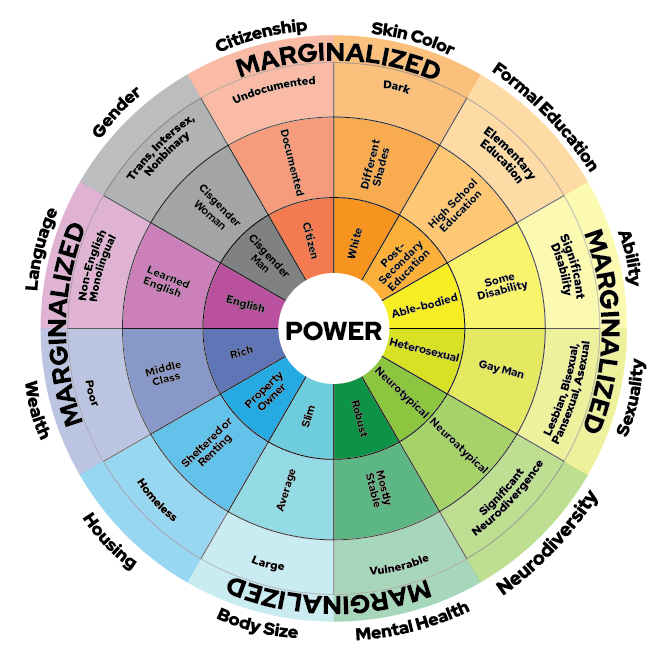 Citizenship
Skin Color
Formal Education
Ability
Sexuality
Neurodiversity
Mental Health
Body Size
Housing
Wealth
Language
Gender
MARGINALIZED
MARGINALIZED
MARGINALIZED
MARGINALIZED
Undocumented
Documented
Citizen
Dark
Different
Shades
White
Elementary
Education
High School
Education
Post-
Secondary
Education
Significant
Disability
Some
Disability
Able-bodied
Lesbian, Bisexual,
Pansexual, Asexual
Gay Man
Heterosexual
Significant
Neurodivergence
Neuroatypical
Neurotypical
Vulnerable
Mostly
Stable
Robust
Large
Average
Slim
Homeless
Sheltered or
Renting
Property
Owner
Poor
Middle
Class
Rich
Non-English
Monolingual
Learned
English
English
Trans, Intersex,
Nonbinary
Cisgender
Woman
Cisgender
Man
POWER